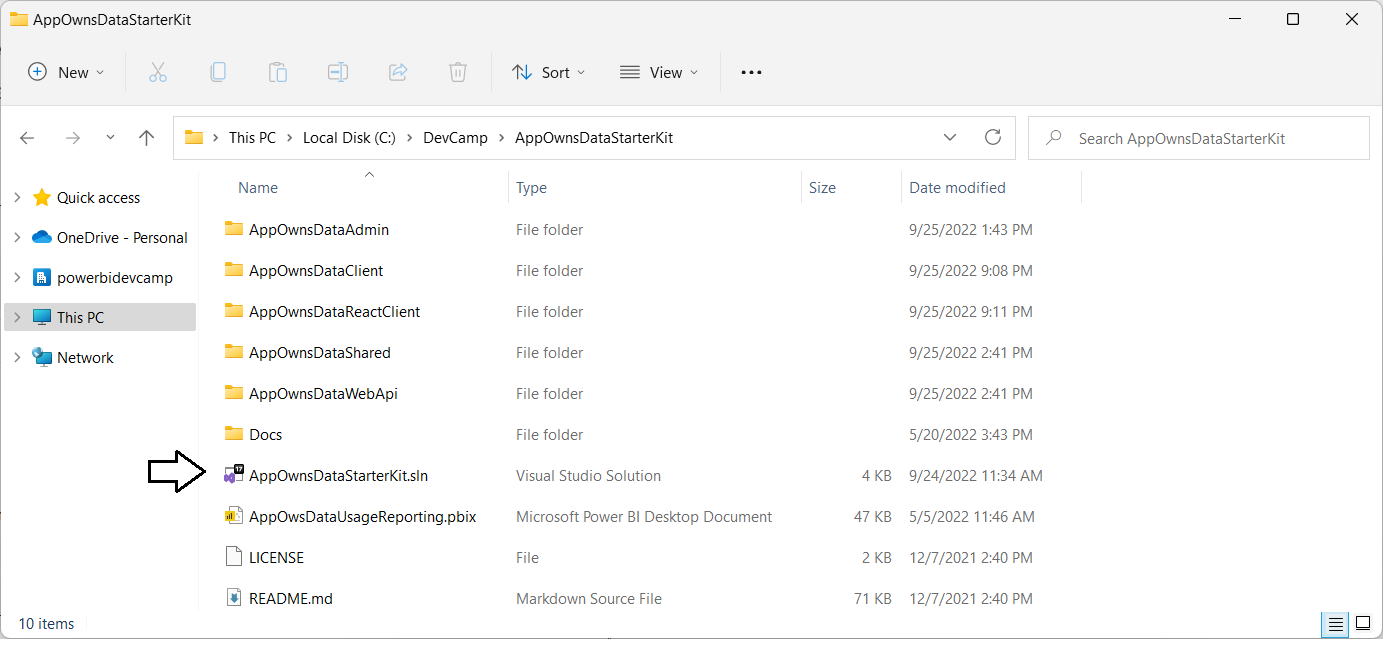 AppOwnsDataStarterKit
New Sort View
This PC Local Disk (C:) DevCamp AppOwnsDataStarterKit Search AppOwnsDataStarterKit
Quick access
OneDrive - Personal
powerbidevcamp
This PC
Network
Name Type Size Date modified
AppOwnsDataAdmin File folder 9/25/2022 1:43 PM
AppOwnsDataClient File folder 9/25/2022 9:08 PM
AppOwnsDataReactClient File folder 9/25/2022 9:11 PM
AppOwnsDataShared File folder 9/25/2022 2:41 PM
AppOwnsDataWebApi File folder 9/25/2022 2:41 PM
Docs File folder 5/20/2022 3:43 PM
17 AppOwnsDataStarterKit.sln Visual Studio Solution 4 KB 9/24/2022 11:34 AM
AppOwsDataUsageReporting.pbix Microsoft Power BI Desktop Document 47 KB 5/5/2022 11:46 AM
LICENSE File 2 KB 12/7/2021 2:40 PM
README.md Markdown Source File 71 KB 12/7/2021 2:40 PM
10 items